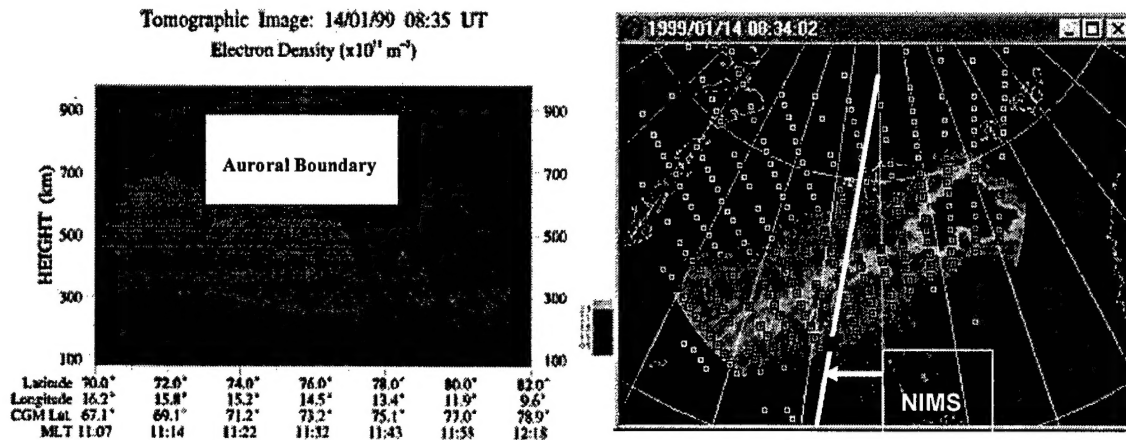 Tomographic Image: 14/01/99 08:35 UT
Electron Density (x10¹¹ m⁻³)
900
700
500
300
100
HEIGHT (km)
Auroral Boundary
900
700
500
300
100
Latitude 70.0° 72.0° 74.0° 76.0° 78.0° 80.0° 82.0°
Longitude 16.2° 15.8° 15.2° 14.5° 13.4° 11.9° 9.6°
CGM Lat. 67.1° 69.1° 71.2° 73.2° 75.1° 77.0° 78.9°
MLT 11:07 11:14 11:22 11:32 11:43 11:58 12:18
1999/01/14 08:34:02
NIMS